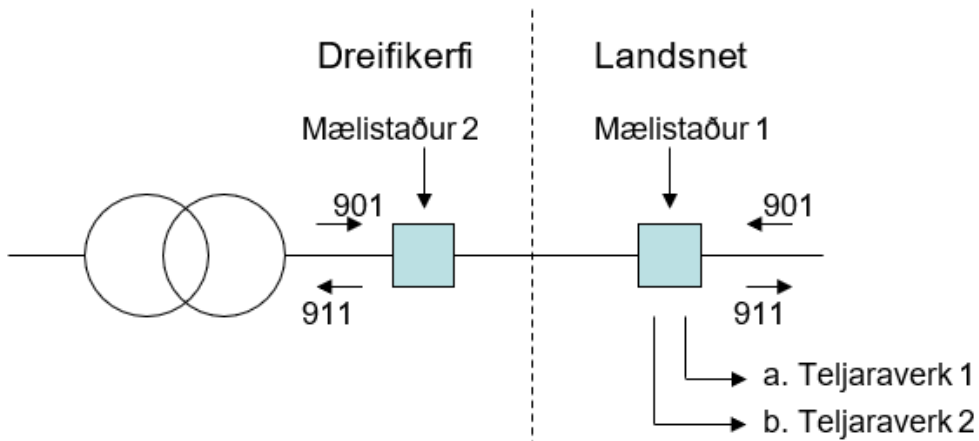 Dreifikerfi
Landsnet
Mælistaður 2
Mælistaður 1
901
901
911
911
a. Teljaraverk 1
b. Teljaraverk 2